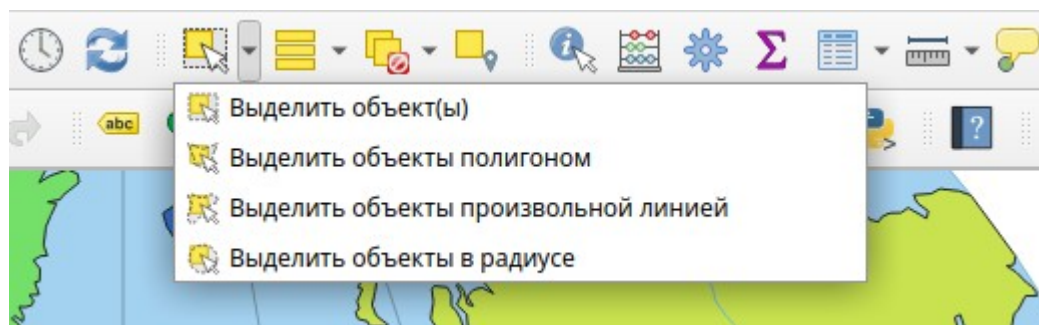 abc
?
Выделить объект(ы)
Выделить объекты полигоном
Выделить объекты произвольной линией
Выделить объекты в радиусе